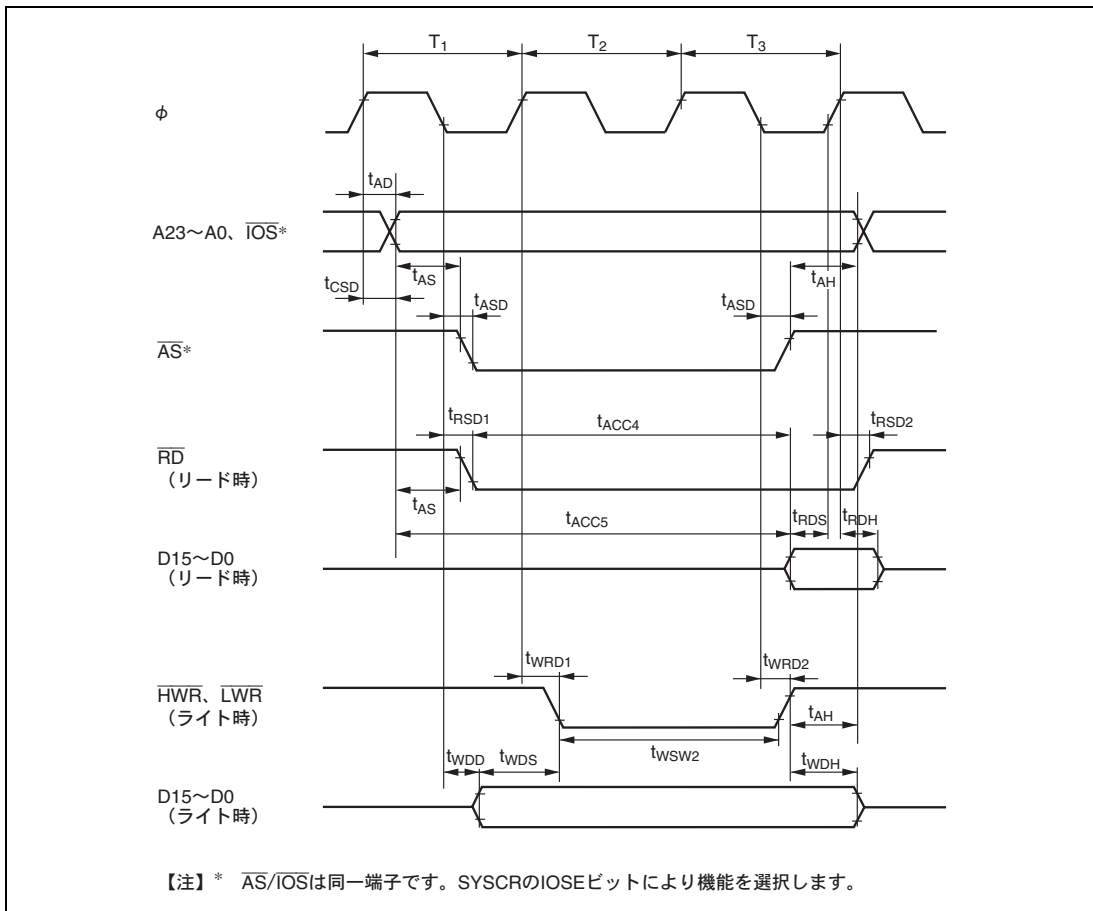 T1 T2 T3
φ
tAD
A23～A0、IOS*
tAS tAH
tCSD tASD tASD
AS*
tRSD1 tACC4 tRSD2
RD
（リード時）
tAS
tACC5 tRDS tRDH
D15～D0
（リード時）
tWRD1 tWRD2
HWR、LWR
（ライト時）
tAH
tWDD tWDS tWSW2 tWDH
D15～D0
（ライト時）
【注】* AS/IOSは同一端子です。SYSCRのIOSEビットにより機能を選択します。